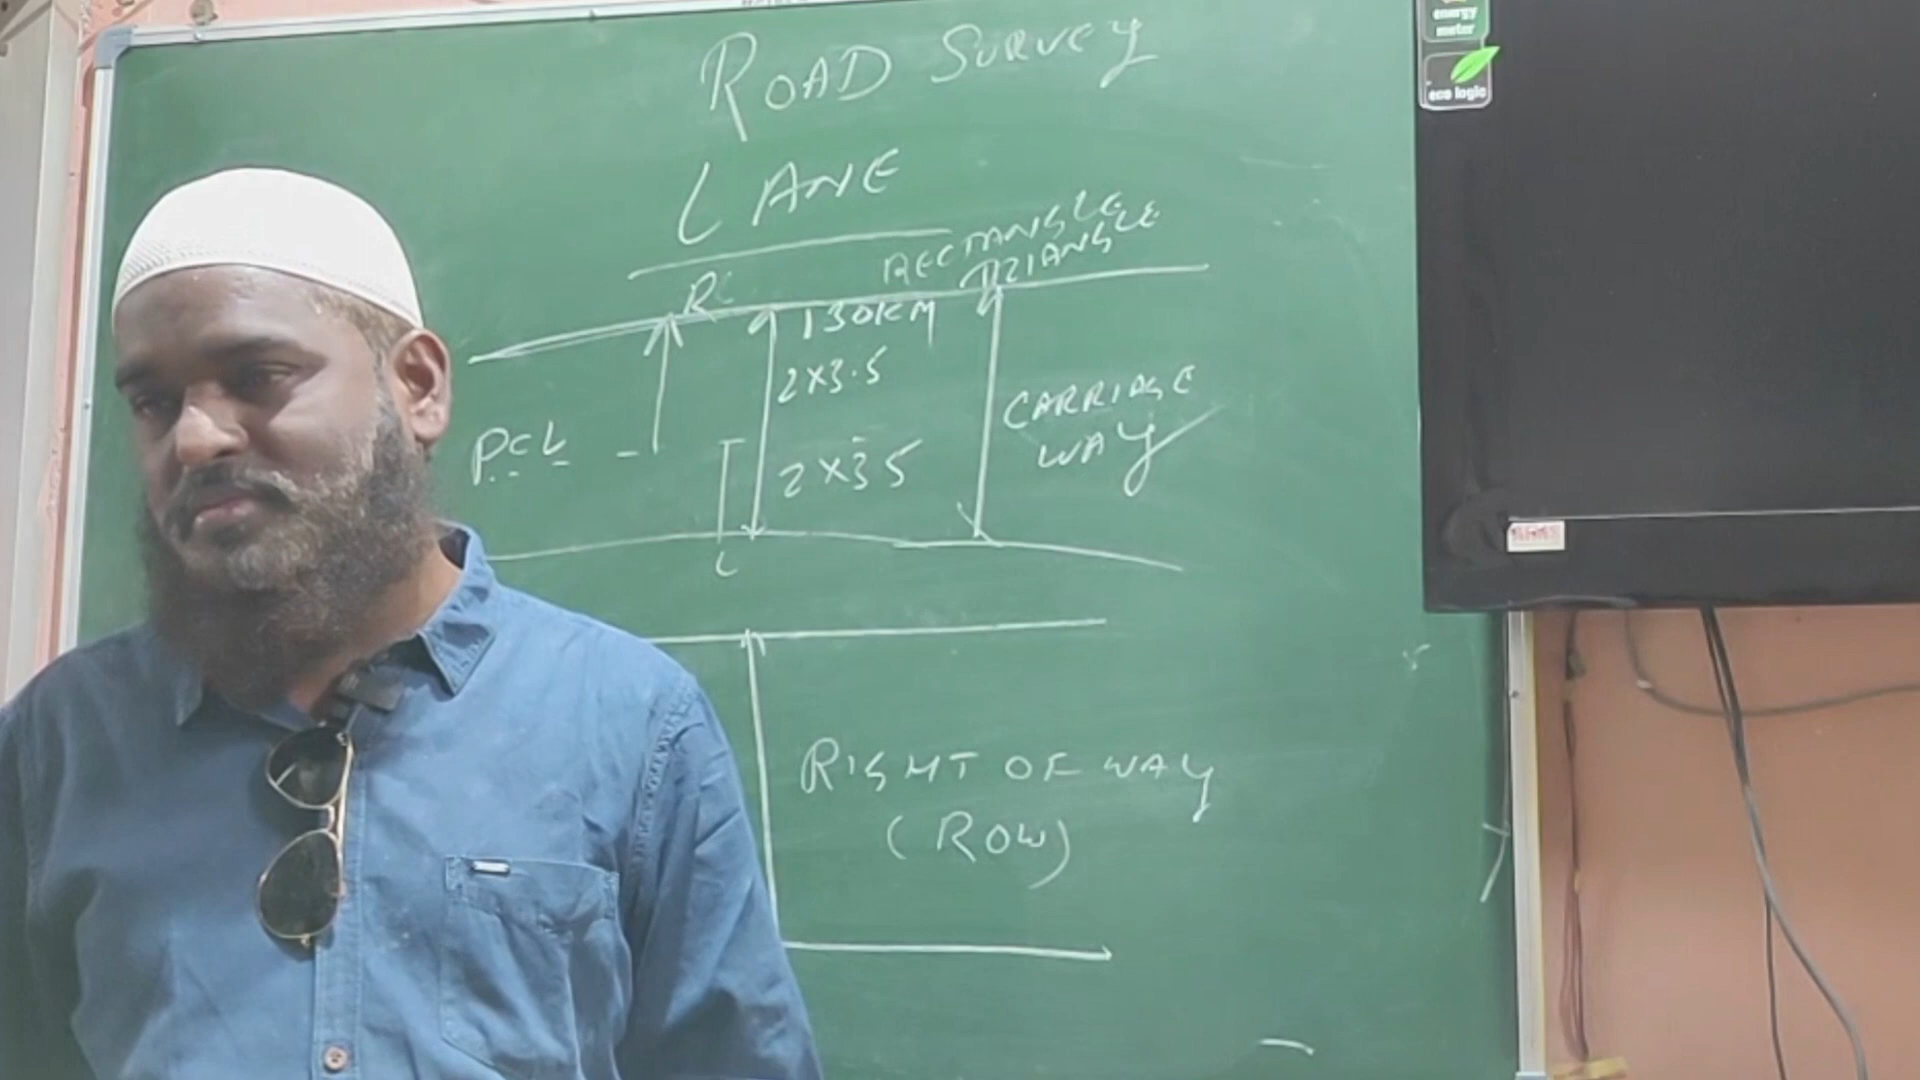 ROAD SURVEY
LANE
RECTANGLE
TRIANGLE
RL
130KM
2X3.5
CARRIAGE
WAY
P.C.L
2X3.5
L
RIGHT OF WAY
(ROW)
energy
meter
eco logic